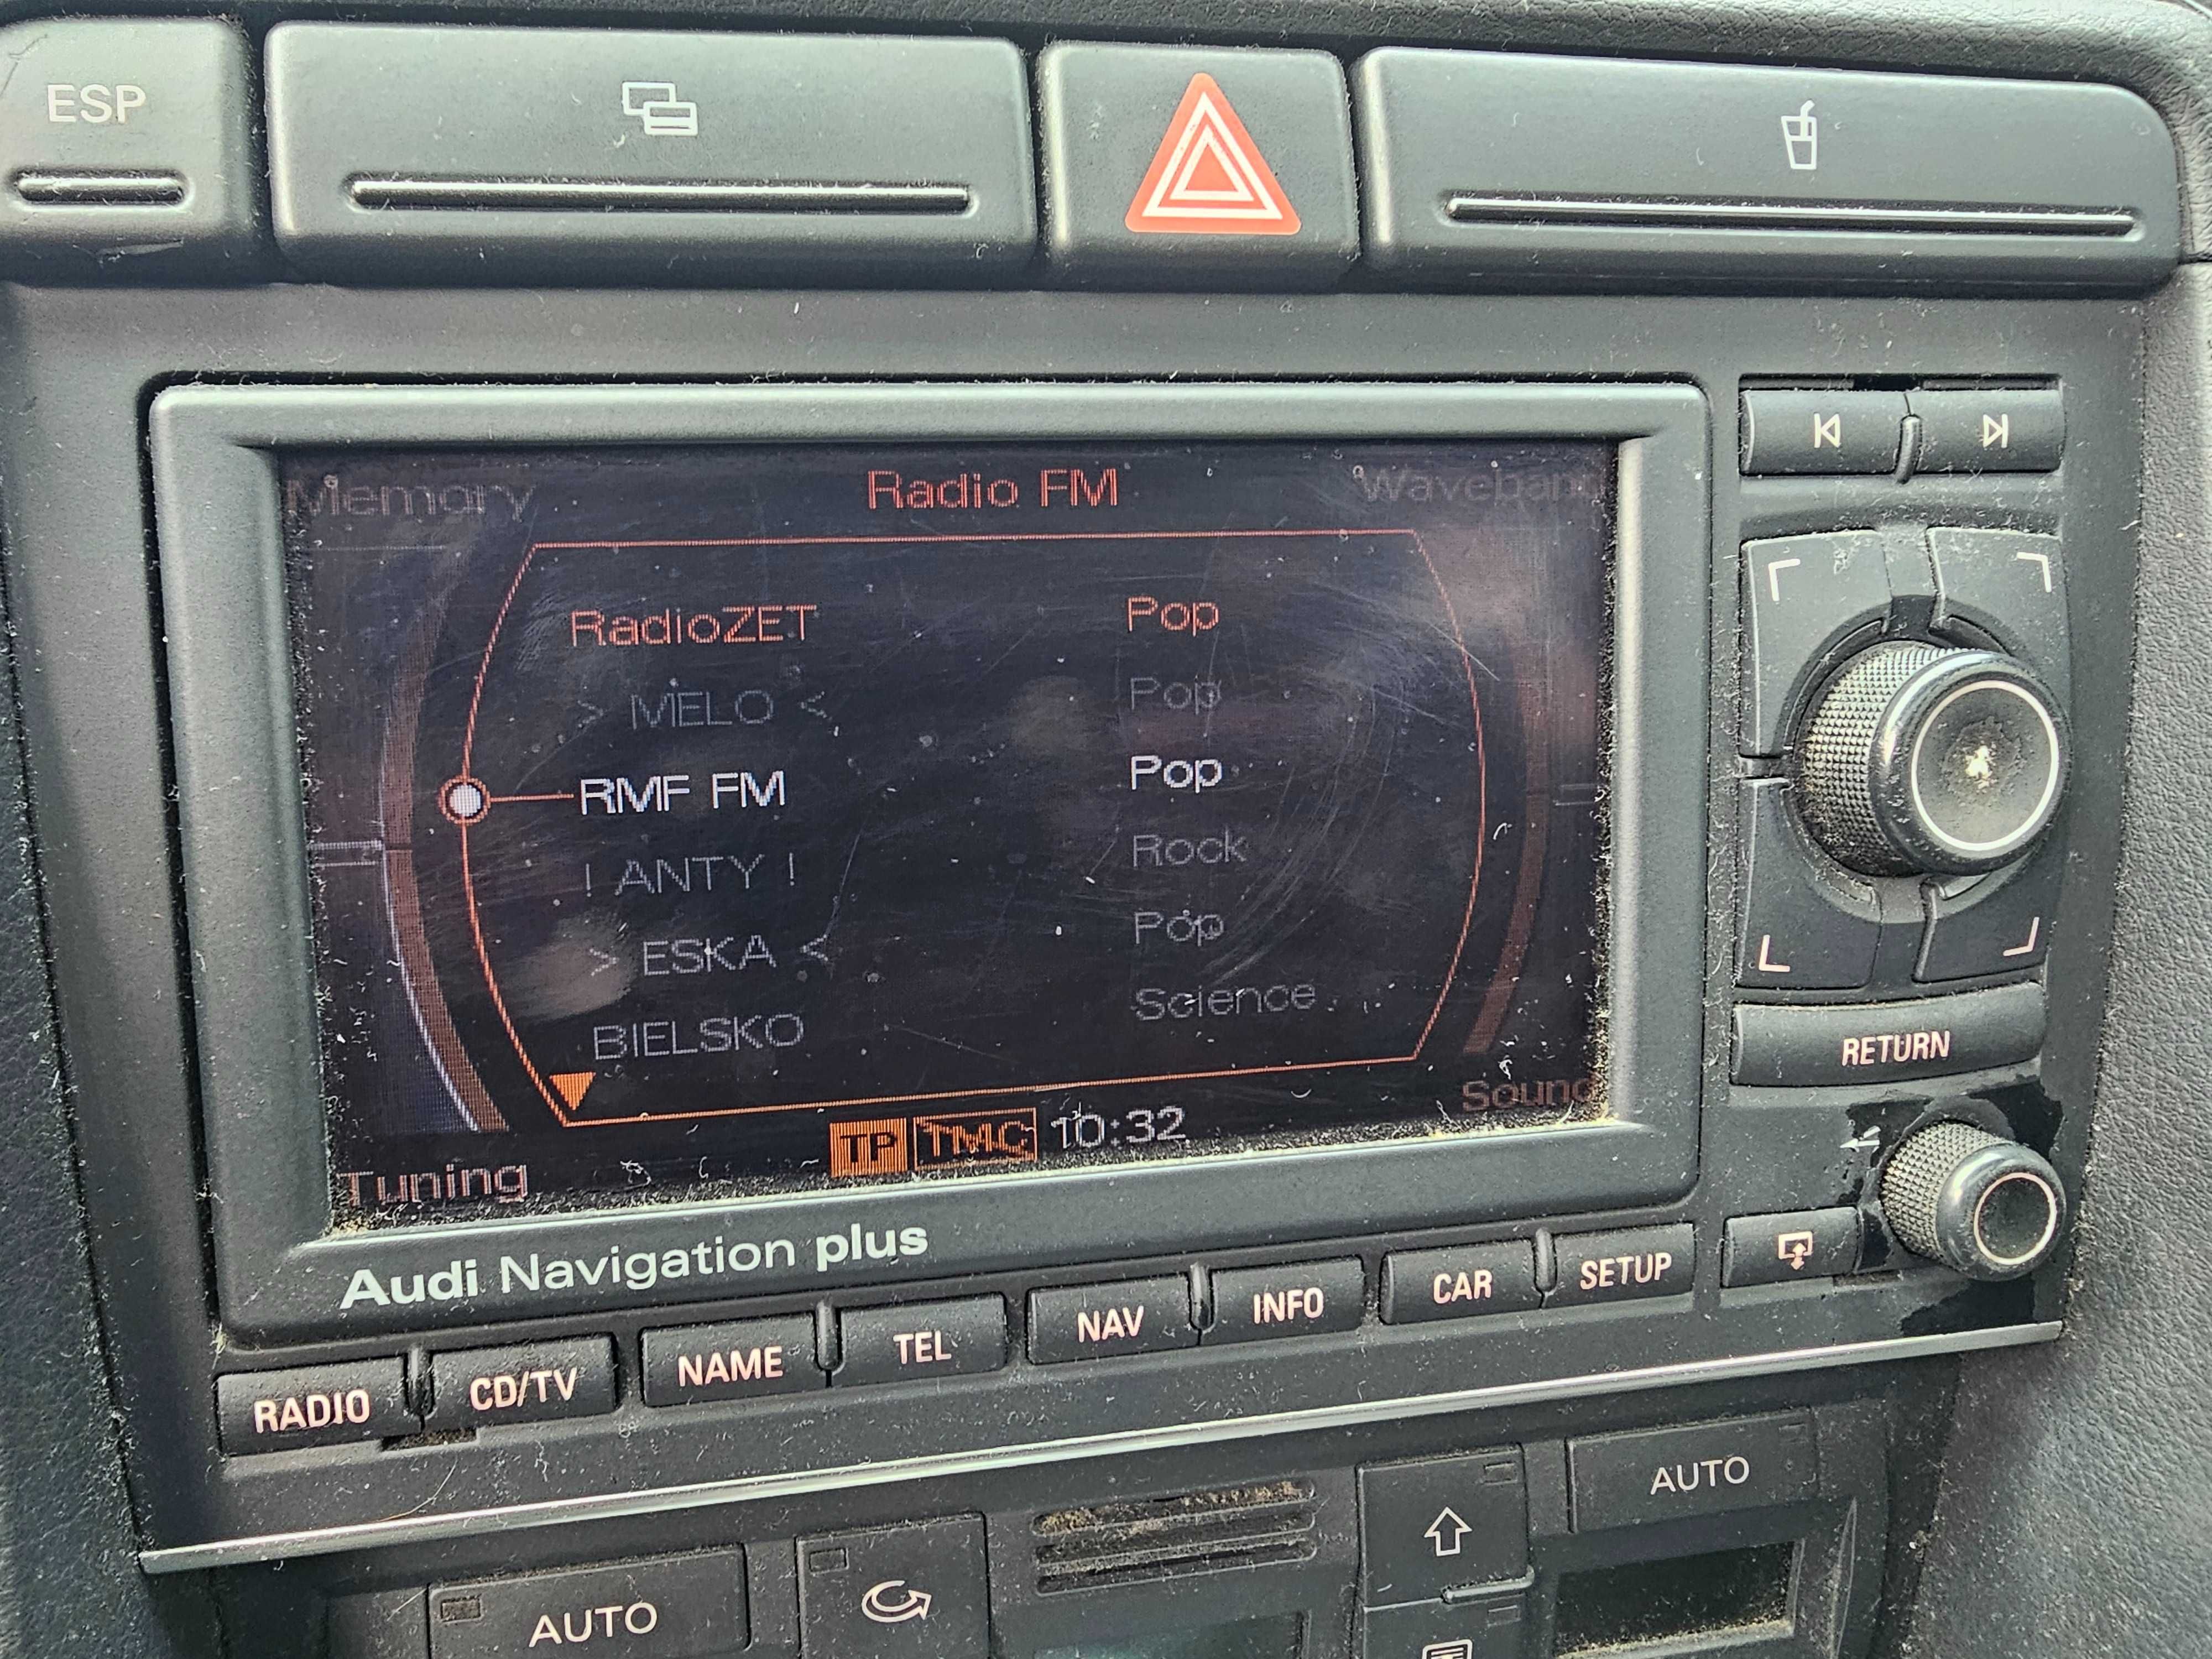 ESP
Memory Radio FM Waveband
RadioZET Pop
> MELO < Pop
RMF FM Pop
! ANTY ! Rock
> ESKA < Pop
BIELSKO Science
Sound
TP TMC 10:32
Tuning
RETURN
Audi Navigation plus
RADIO CD/TV NAME TEL NAV INFO CAR SETUP
AUTO
AUTO